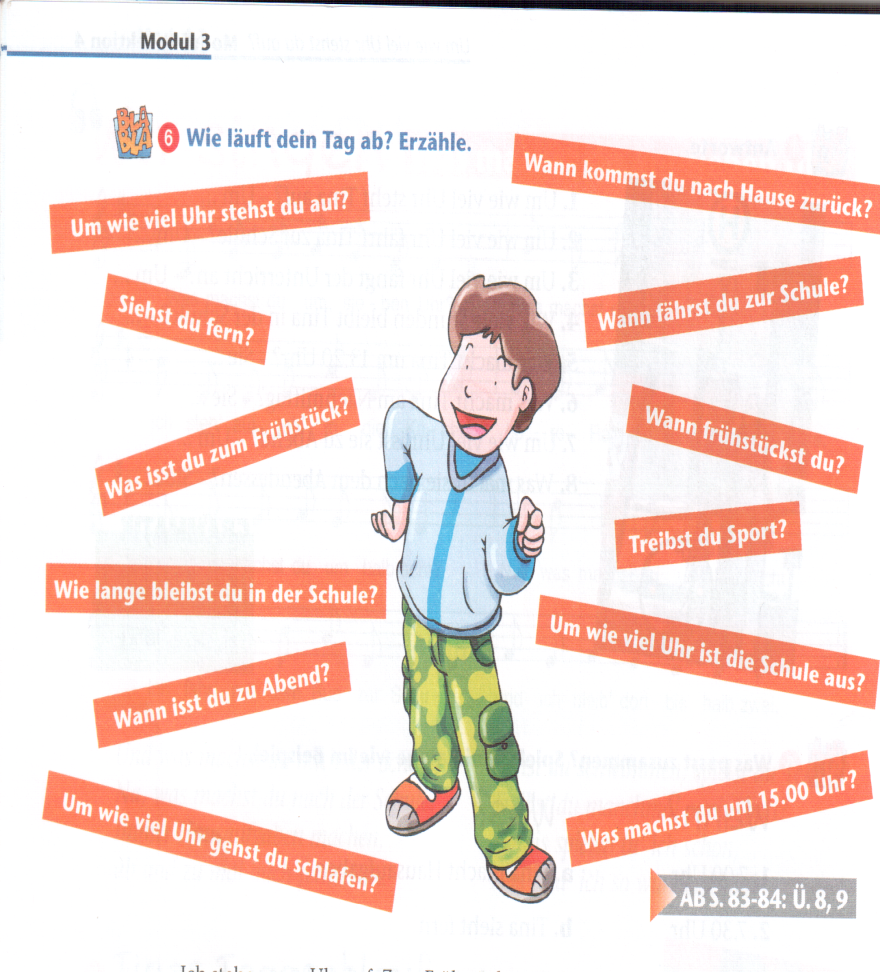 Modul 3
BLA BLA
6 Wie läuft dein Tag ab? Erzähle.
Um wie viel Uhr stehst du auf?
Wann kommst du nach Hause zurück?
Siehst du fern?
Wann fährst du zur Schule?
Was isst du zum Frühstück?
Wann frühstückst du?
Treibst du Sport?
Wie lange bleibst du in der Schule?
Um wie viel Uhr ist die Schule aus?
Wann isst du zu Abend?
Um wie viel Uhr gehst du schlafen?
Was machst du um 15.00 Uhr?
AB S. 83-84: Ü. 8, 9